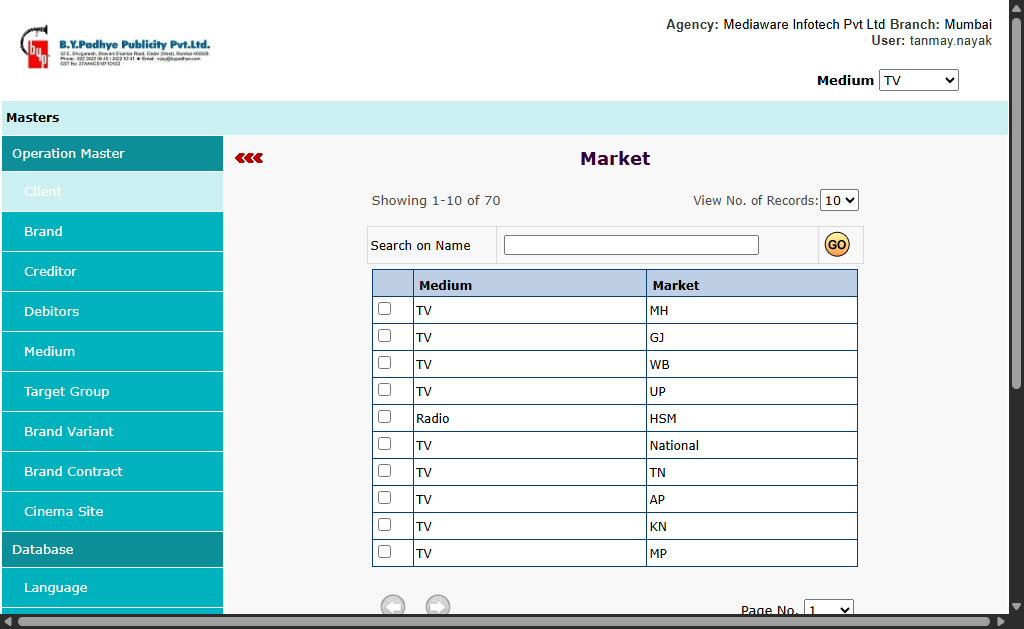 Agency: Mediaware Infotech Pvt Ltd Branch: Mumbai
User: tanmay.nayak
B.Y.Padhye Publicity Pvt.Ltd.
Medium TV
Masters
Operation Master
Client
Brand
Creditor
Debitors
Medium
Target Group
Brand Variant
Brand Contract
Cinema Site
Database
Language
Market
Showing 1-10 of 70
View No. of Records: 10
Search on Name
GO
Medium Market
TV MH
TV GJ
TV WB
TV UP
Radio HSM
TV National
TV TN
TV AP
TV KN
TV MP
Page No. 1